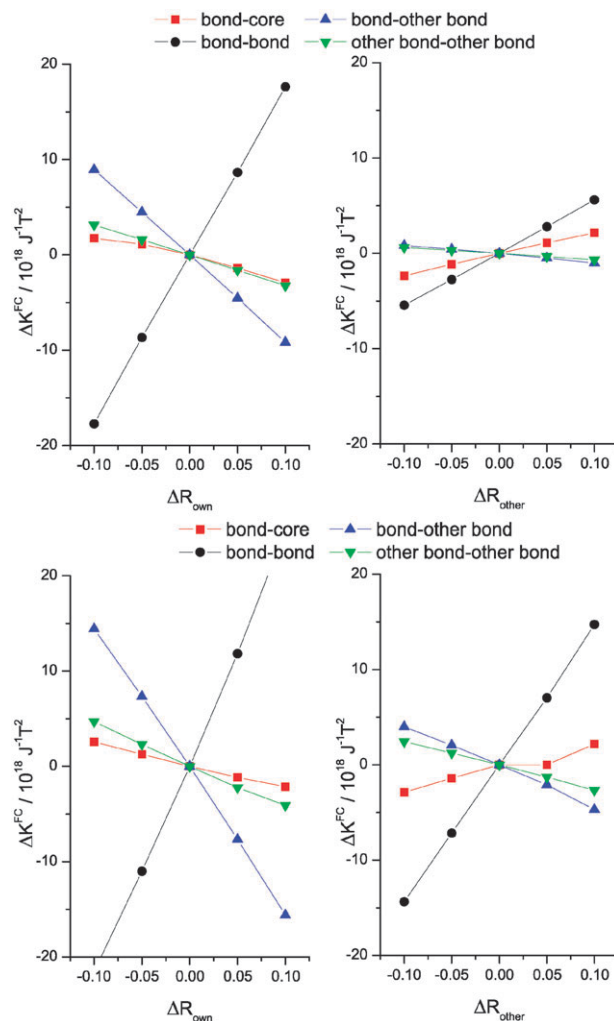 bond-core bond-other bond
bond-bond other bond-other bond
20
10
0
-10
-20
ΔK^FC / 10^18 J^-1T^2
-0.10 -0.05 0.00 0.05 0.10
ΔR_own
20
10
0
-10
-20
ΔK^FC / 10^18 J^-1T^2
-0.10 -0.05 0.00 0.05 0.10
ΔR_other
bond-core bond-other bond
bond-bond other bond-other bond
20
10
0
-10
-20
ΔK^FC / 10^18 J^-1T^2
-0.10 -0.05 0.00 0.05 0.10
ΔR_own
20
10
0
-10
-20
ΔK^FC / 10^18 J^-1T^2
-0.10 -0.05 0.00 0.05 0.10
ΔR_other